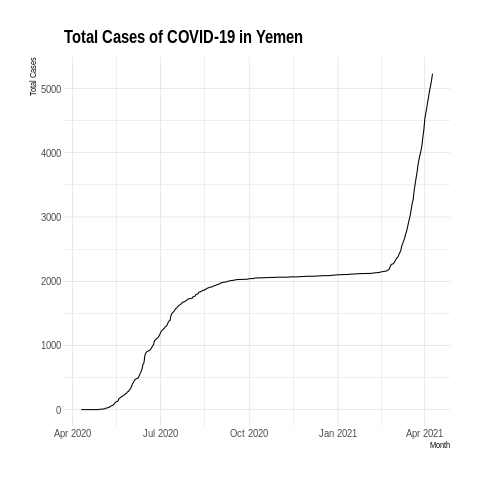 Total Cases of COVID-19 in Yemen
Total Cases
5000
4000
3000
2000
1000
0
Apr 2020 Jul 2020 Oct 2020 Jan 2021 Apr 2021
Month